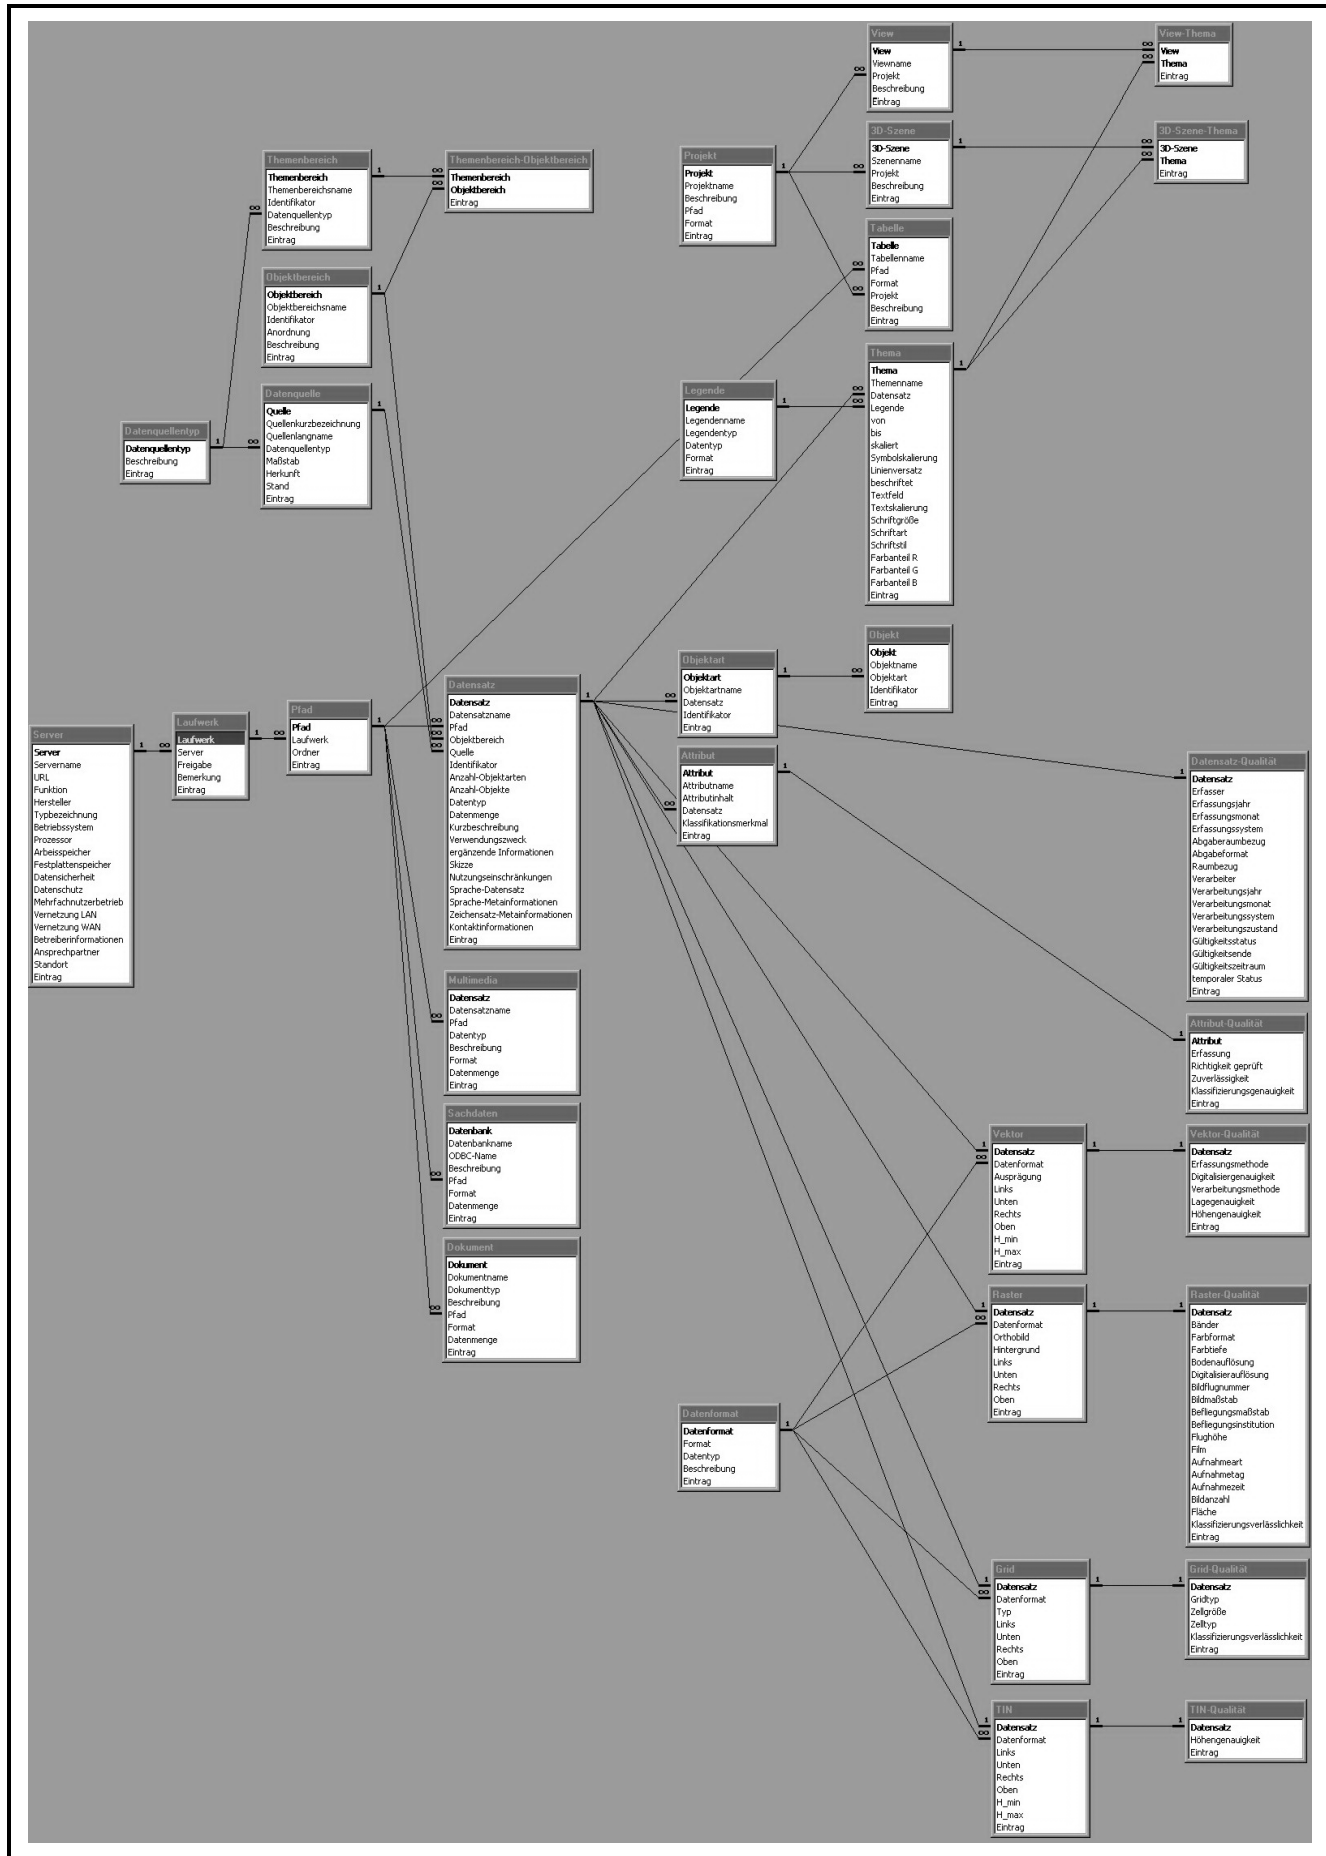 View
View
Viewname
Projekt
Beschreibung
Eintrag
View-Thema
View
Thema
Eintrag
3D-Szene
3D-Szene
Szenenname
Projekt
Beschreibung
Eintrag
3D-Szene-Thema
3D-Szene
Thema
Eintrag
Themenbereich
Themenbereich
Themenbereichsname
Identifikator
Datenquellentyp
Beschreibung
Eintrag
Themenbereich-Objektbereich
Themenbereich
Objektbereich
Eintrag
Projekt
Projekt
Projektname
Beschreibung
Pfad
Format
Eintrag
Tabelle
Tabelle
Tabellenname
Pfad
Format
Projekt
Beschreibung
Eintrag
Objektbereich
Objektbereich
Objektbereichsname
Identifikator
Anordnung
Beschreibung
Eintrag
Datenquelle
Quelle
Quellenkurzbezeichnung
Quellenlangname
Datenquellentyp
Maßstab
Herkunft
Stand
Eintrag
Datenquellentyp
Datenquellentyp
Beschreibung
Eintrag
Legende
Legende
Legendenname
Legendentyp
Datentyp
Format
Eintrag
Thema
Thema
Themenname
Datensatz
Legende
von
bis
skaliert
Symbolskalierung
Linienversatz
beschriftet
Textfeld
Textskalierung
Schriftgröße
Schriftart
Schriftstil
Farbanteil R
Farbanteil G
Farbanteil B
Eintrag
Objekt
Objekt
Objektname
Objektart
Identifikator
Eintrag
Objektart
Objektart
Objektartname
Datensatz
Identifikator
Eintrag
Server
Server
Servername
URL
Funktion
Hersteller
Typbezeichnung
Betriebssystem
Prozessor
Arbeisspeicher
Festplattenspeicher
Datensicherheit
Datenschutz
Mehrfachnutzerbetrieb
Vernetzung LAN
Vernetzung WAN
Betreiberinformationen
Ansprechpartner
Standort
Eintrag
Laufwerk
Laufwerk
Server
Freigabe
Bemerkung
Eintrag
Pfad
Pfad
Laufwerk
Ordner
Eintrag
Datensatz
Datensatz
Datensatzname
Pfad
Objektbereich
Quelle
Identifikator
Anzahl-Objektarten
Anzahl-Objekte
Datentyp
Datenmenge
Kurzbeschreibung
Verwendungszweck
ergänzende Informationen
Skizze
Nutzungseinschränkungen
Sprache-Datensatz
Sprache-Metainformationen
Zeichensatz-Metainformationen
Kontaktinformationen
Eintrag
Attribut
Attribut
Attributname
Attributinhalt
Datensatz
Klassifikationsmerkmal
Eintrag
Datensatz-Qualität
Datensatz
Erfasser
Erfassungsjahr
Erfassungsmonat
Erfassungssystem
Abgaberaumbezug
Abgabeformat
Raumbezug
Verarbeiter
Verarbeitungsjahr
Verarbeitungsmonat
Verarbeitungssystem
Verarbeitungszustand
Gültigkeitsstatus
Gültigkeitsende
Gültigkeitszeitraum
temporaler Status
Eintrag
Multimedia
Datensatz
Datensatzname
Pfad
Datentyp
Beschreibung
Format
Datenmenge
Eintrag
Attribut-Qualität
Attribut
Erfassung
Richtigkeit geprüft
Zuverlässigkeit
Klassifizierungsgenauigkeit
Eintrag
Sachdaten
Datenbank
Datenbankname
ODBC-Name
Beschreibung
Pfad
Format
Datenmenge
Eintrag
Vektor
Datensatz
Datenformat
Ausprägung
Links
Unten
Rechts
Oben
H_min
H_max
Eintrag
Vektor-Qualität
Datensatz
Erfassungsmethode
Digitalisiergenauigkeit
Verarbeitungsmethode
Lagegenauigkeit
Höhengenauigkeit
Eintrag
Dokument
Dokument
Dokumentname
Dokumenttyp
Beschreibung
Pfad
Format
Datenmenge
Eintrag
Raster
Datensatz
Datenformat
Orthobild
Hintergrund
Links
Unten
Rechts
Oben
Eintrag
Raster-Qualität
Datensatz
Bänder
Farbformat
Farbtiefe
Bodenauflösung
Digitalisierauflösung
Bildflugnummer
Bildmaßstab
Befliegungsmaßstab
Befliegungsinstitution
Flughöhe
Film
Aufnahmeart
Aufnahmetag
Aufnahmezeit
Bildanzahl
Fläche
Klassifizierungsverlässlichkeit
Eintrag
Datenformat
Datenformat
Format
Datentyp
Beschreibung
Eintrag
Grid
Datensatz
Datenformat
Typ
Links
Unten
Rechts
Oben
Eintrag
Grid-Qualität
Datensatz
Gridtyp
Zellgröße
Zelltyp
Klassifizierungsverlässlichkeit
Eintrag
TIN
Datensatz
Datenformat
Links
Unten
Rechts
Oben
H_min
H_max
Eintrag
TIN-Qualität
Datensatz
Höhengenauigkeit
Eintrag